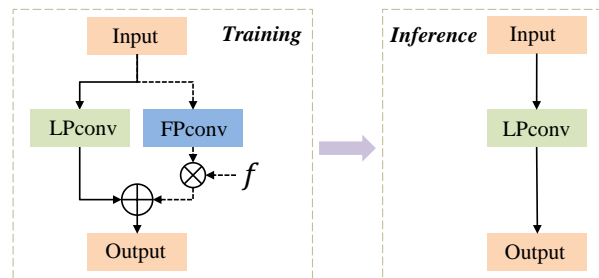 Input
Training
LPconv
FPconv
f
Output
Inference
Input
LPconv
Output